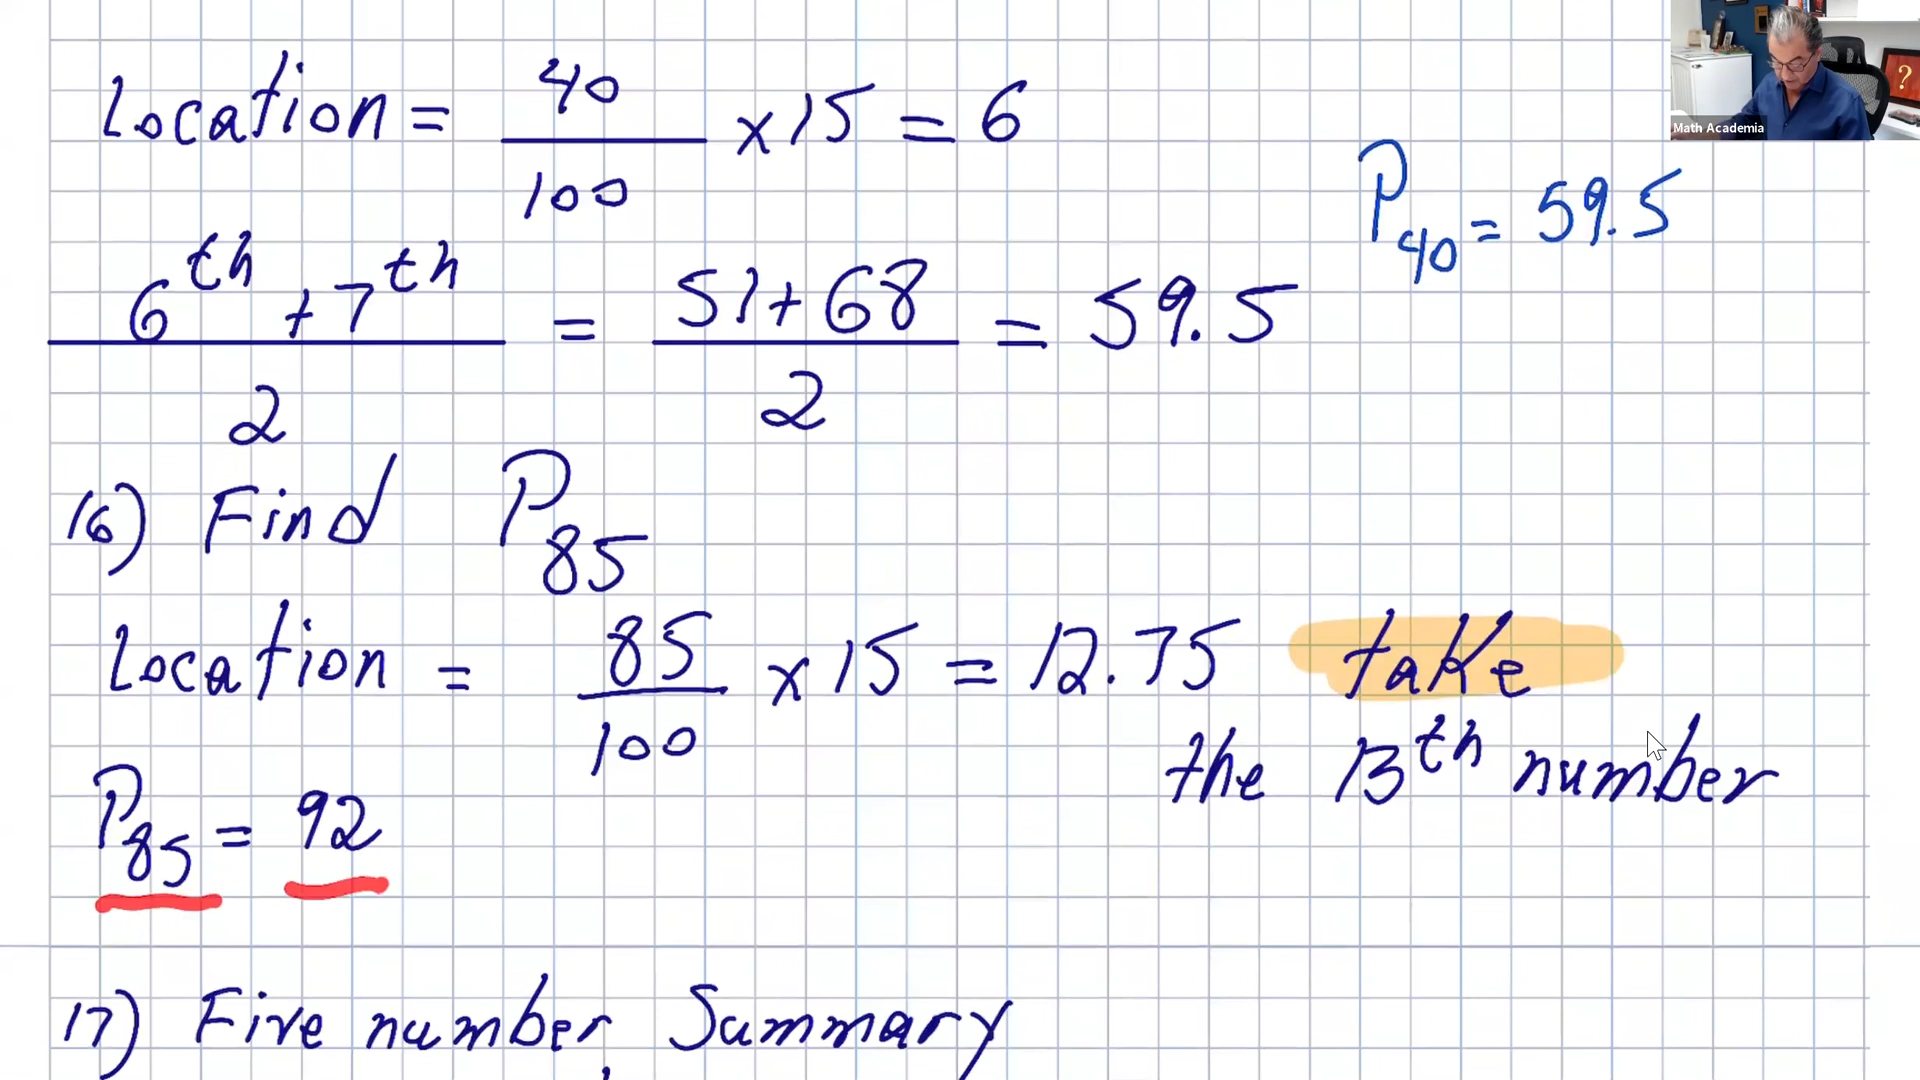 Location = 40/100 x 15 = 6
P40 = 59.5
6th + 7th / 2 = 51 + 68 / 2 = 59.5
16) Find P85
Location = 85/100 x 15 = 12.75 take
the 13th number
P85 = 92
17) Five number Summary
Math Academia
?